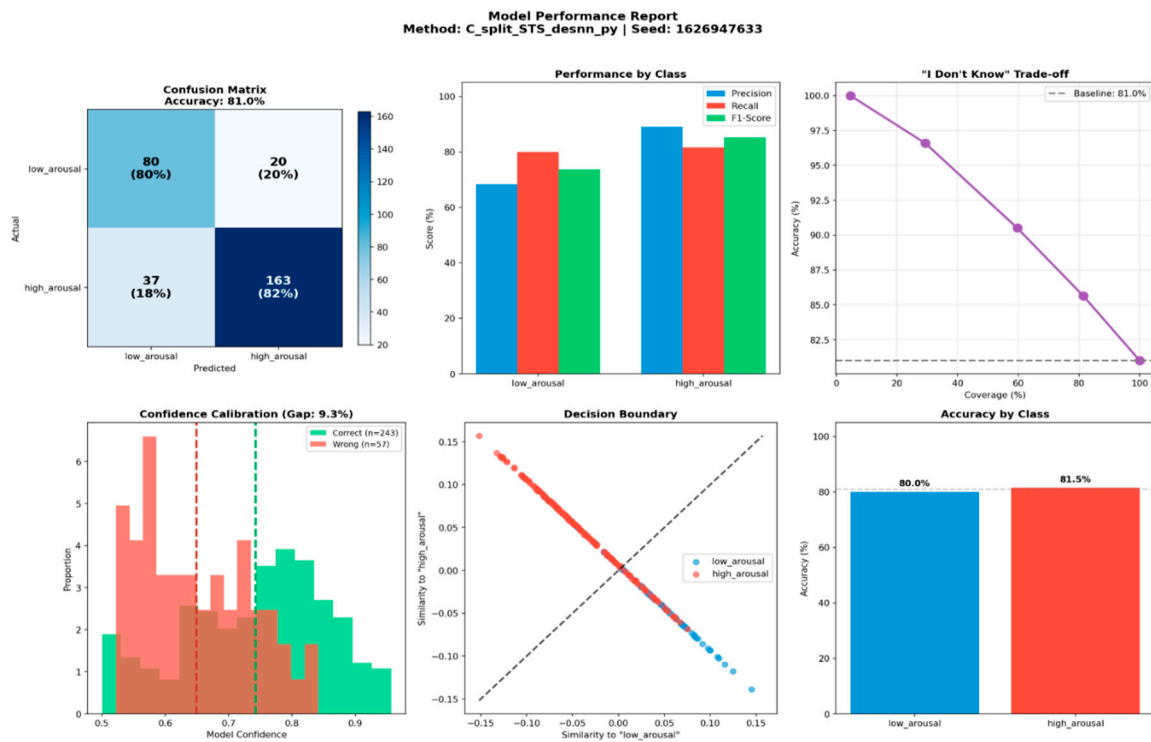 Model Performance Report
Method: C_split_STS_desnn_py | Seed: 1626947633
Confusion Matrix
Accuracy: 81.0%
low_arousal
high_arousal
Actual
80
(80%)
20
(20%)
37
(18%)
163
(82%)
low_arousal
high_arousal
Predicted
160
140
120
100
80
60
40
20
Performance by Class
Precision
Recall
F1-Score
Score (%)
100
80
60
40
20
0
low_arousal
high_arousal
"I Don't Know" Trade-off
Baseline: 81.0%
Accuracy (%)
100.0
97.5
95.0
92.5
90.0
87.5
85.0
82.5
0
20
40
60
80
100
Coverage (%)
Confidence Calibration (Gap: 9.3%)
Correct (n=243)
Wrong (n=57)
Proportion
6
5
4
3
2
1
0
0.5
0.6
0.7
0.8
0.9
Model Confidence
Decision Boundary
low_arousal
high_arousal
Similarity to "high_arousal"
0.15
0.10
0.05
0.00
-0.05
-0.10
-0.15
-0.15
-0.10
-0.05
0.00
0.05
0.10
0.15
Similarity to "low_arousal"
Accuracy by Class
Accuracy (%)
100
80
60
40
20
0
80.0%
81.5%
low_arousal
high_arousal